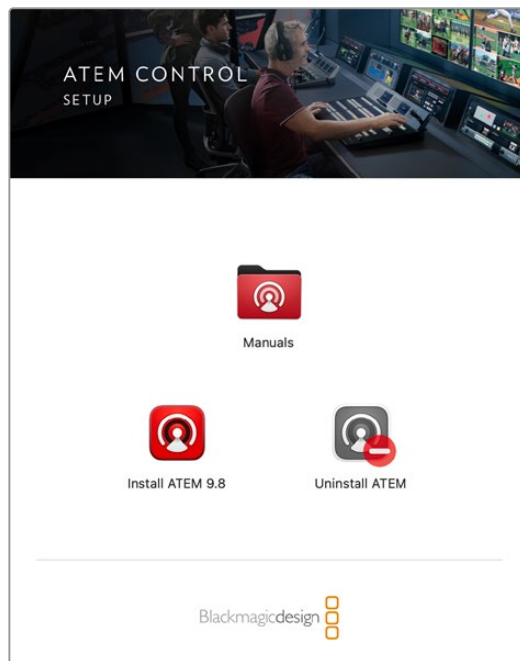 ATEM CONTROL
SETUP
Manuals
Install ATEM 9.8
Uninstall ATEM
Blackmagicdesign